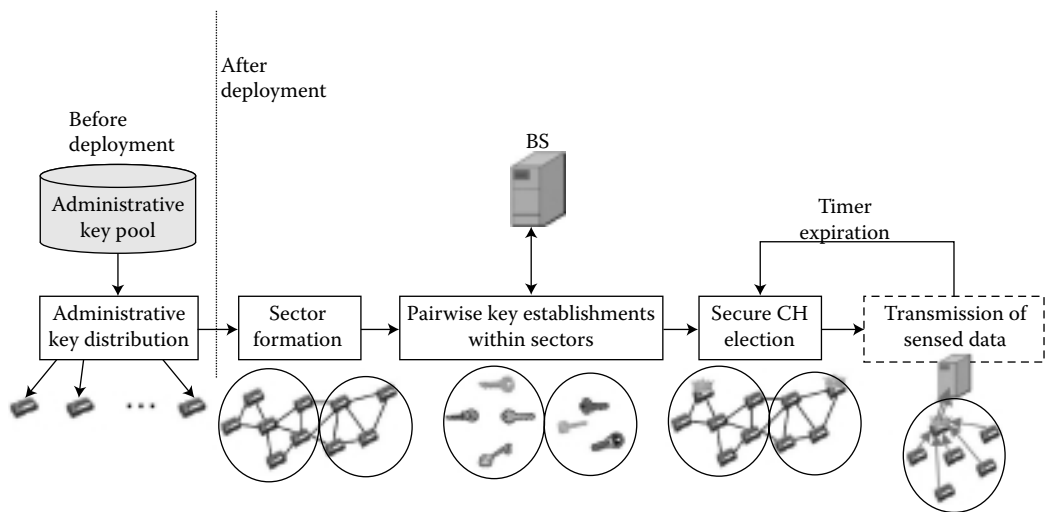 Before
deployment
Administrative
key pool
Administrative
key distribution
After
deployment
Sector
formation
BS
Pairwise key establishments
within sectors
Timer
expiration
Secure CH
election
Transmission of
sensed data